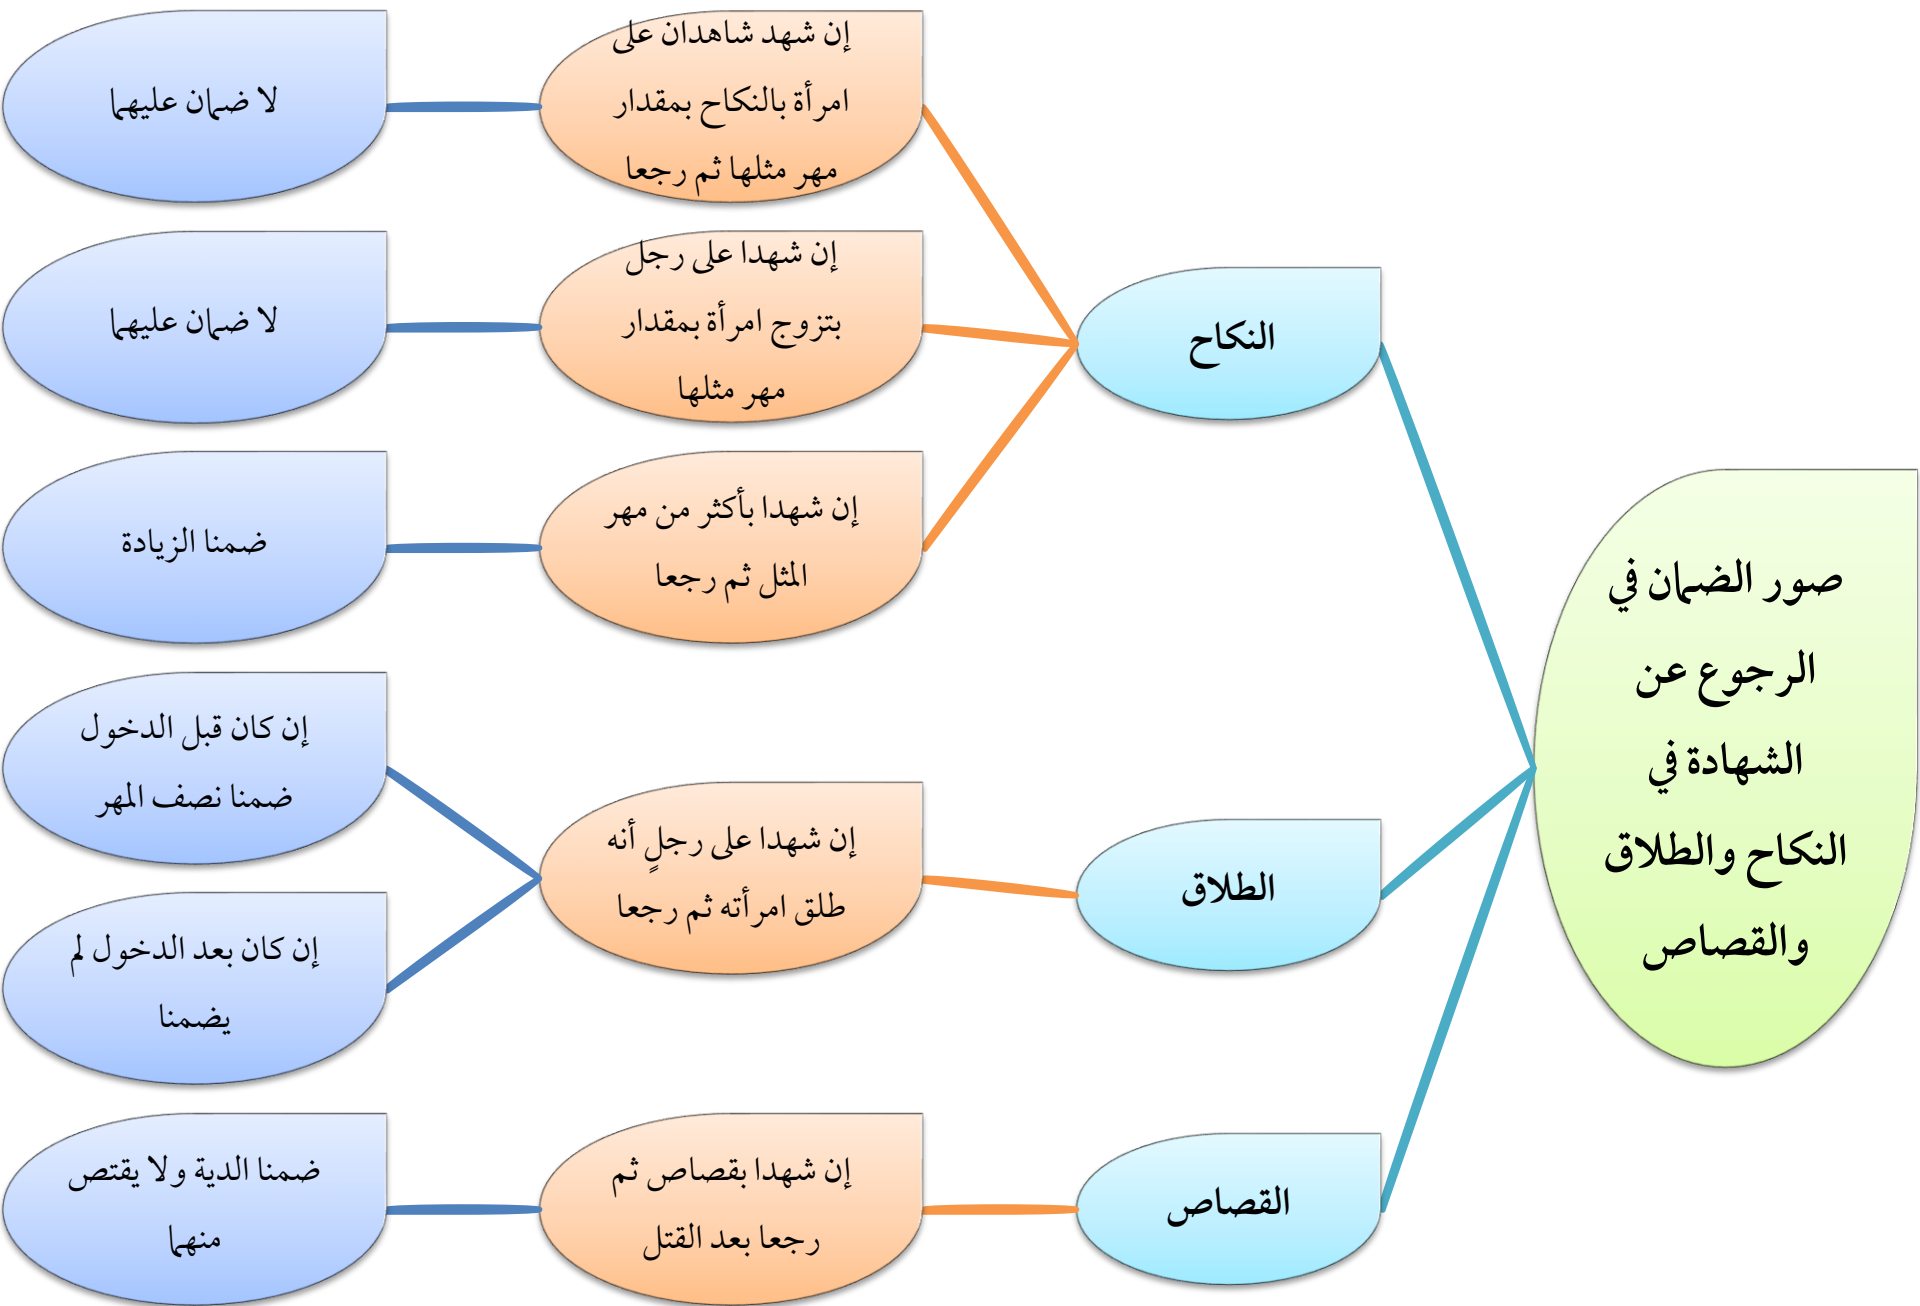 صور الضمان في
الرجوع عن
الشهادة في
النكاح والطلاق
والقصاص
النكاح
إن شهد شاهدان على
امرأة بالنكاح بمقدار
مهر مثلها ثم رجعا
لا ضمان عليهما
إن شهدا على رجل
بتزوج امرأة بمقدار
مهر مثلها
لا ضمان عليهما
إن شهدا بأكثر من مهر
المثل ثم رجعا
ضمنا الزيادة
الطلاق
إن شهدا على رجلٍ أنه
طلق امرأته ثم رجعا
إن كان قبل الدخول
ضمنا نصف المهر
إن كان بعد الدخول لم
يضمنا
القصاص
إن شهدا بقصاص ثم
رجعا بعد القتل
ضمنا الدية ولا يقتص
منهما